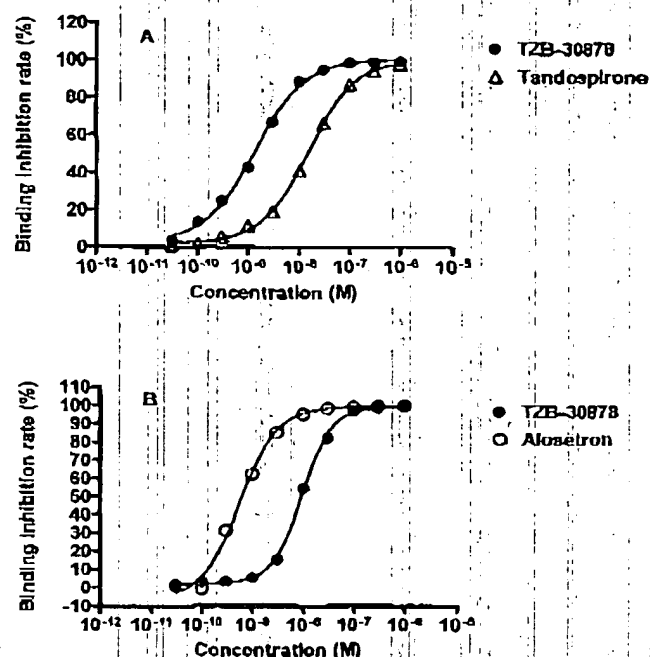 Binding Inhibition rate (%)
A
120
100
80
60
40
20
0
10-12 10-11 10-10 10-9 10-8 10-7 10-6 10-5
Concentration (M)
TZB-30878
Tandospirone
Binding Inhibition rate (%)
B
110
100
90
80
70
60
50
40
30
20
10
0
-10
10-12 10-11 10-10 10-9 10-8 10-7 10-6 10-5
Concentration (M)
TZB-30878
Alosetron